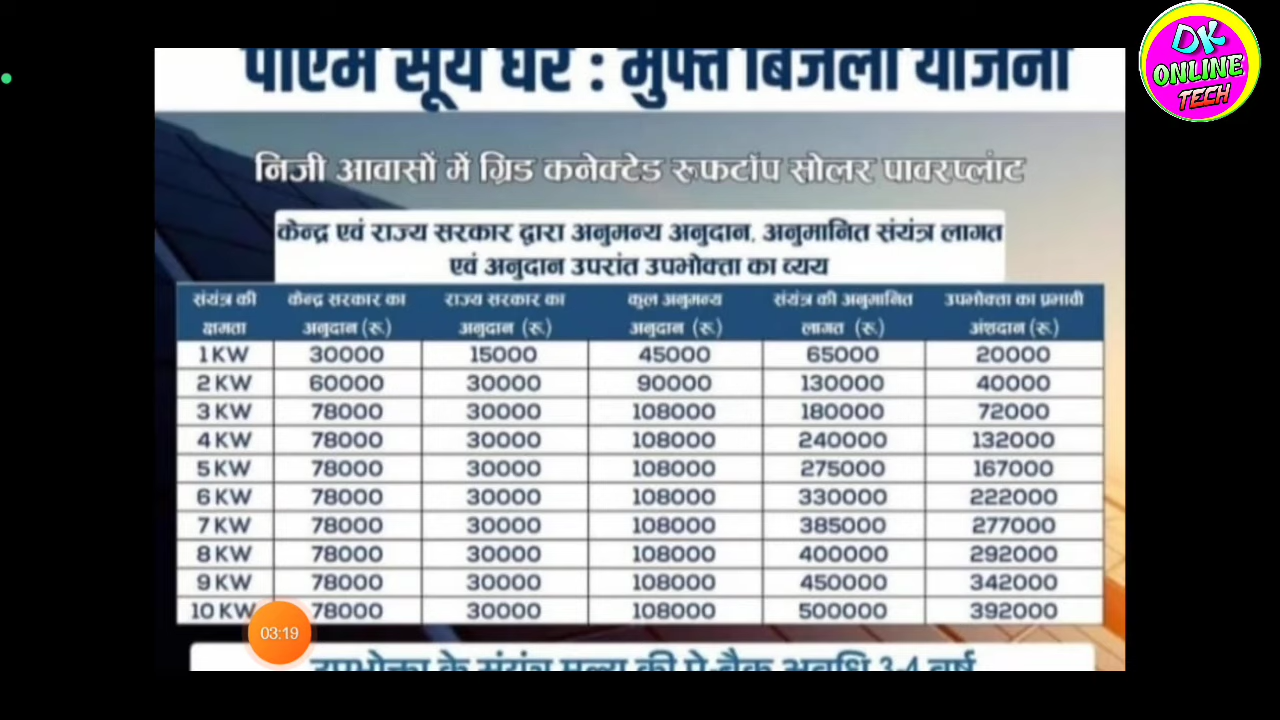 पीएम सूर्य घर : मुफ्त बिजली योजना
DK
ONLINE
TECH
निजी आवासों में ग्रिड कनेक्टेड रूफटॉप सोलर पावरप्लांट
केन्द्र एवं राज्य सरकार द्वारा अनुमन्य अनुदान, अनुमानित संयंत्र लागत
एवं अनुदान उपरांत उपभोक्ता का व्यय
संयंत्र की क्षमता केन्द्र सरकार का अनुदान (रू.) राज्य सरकार का अनुदान (रू.) कुल अनुमन्य अनुदान (रू.) संयंत्र की अनुमानित लागत (रू.) उपभोक्ता का प्रभावी अंशदान (रू.)
1 KW 30000 15000 45000 65000 20000
2 KW 60000 30000 90000 130000 40000
3 KW 78000 30000 108000 180000 72000
4 KW 78000 30000 108000 240000 132000
5 KW 78000 30000 108000 275000 167000
6 KW 78000 30000 108000 330000 222000
7 KW 78000 30000 108000 385000 277000
8 KW 78000 30000 108000 400000 292000
9 KW 78000 30000 108000 450000 342000
10 KW 78000 30000 108000 500000 392000
03:19
उपभोक्ता के संयंत्र मूल्य की पे-बैक अवधि 3-4 वर्ष